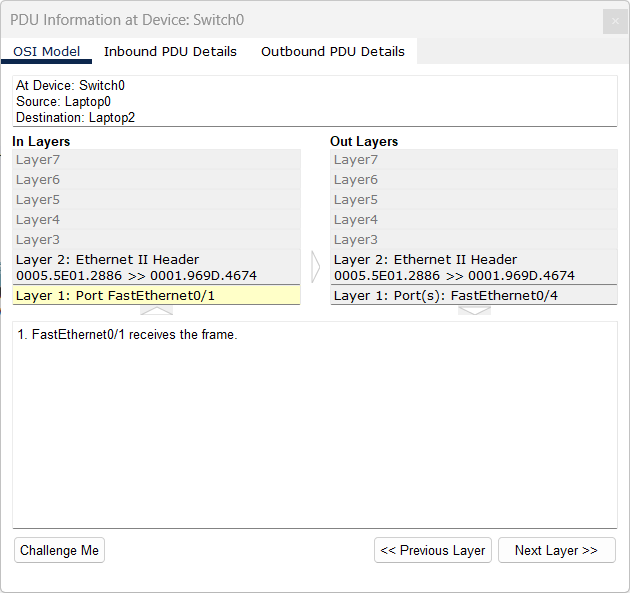 PDU Information at Device: Switch0
×
OSI Model Inbound PDU Details Outbound PDU Details
At Device: Switch0
Source: Laptop0
Destination: Laptop2
In Layers
Layer7
Layer6
Layer5
Layer4
Layer3
Layer 2: Ethernet II Header
0005.5E01.2886 >> 0001.969D.4674
Layer 1: Port FastEthernet0/1
Out Layers
Layer7
Layer6
Layer5
Layer4
Layer3
Layer 2: Ethernet II Header
0005.5E01.2886 >> 0001.969D.4674
Layer 1: Port(s): FastEthernet0/4
1. FastEthernet0/1 receives the frame.
Challenge Me << Previous Layer Next Layer >>